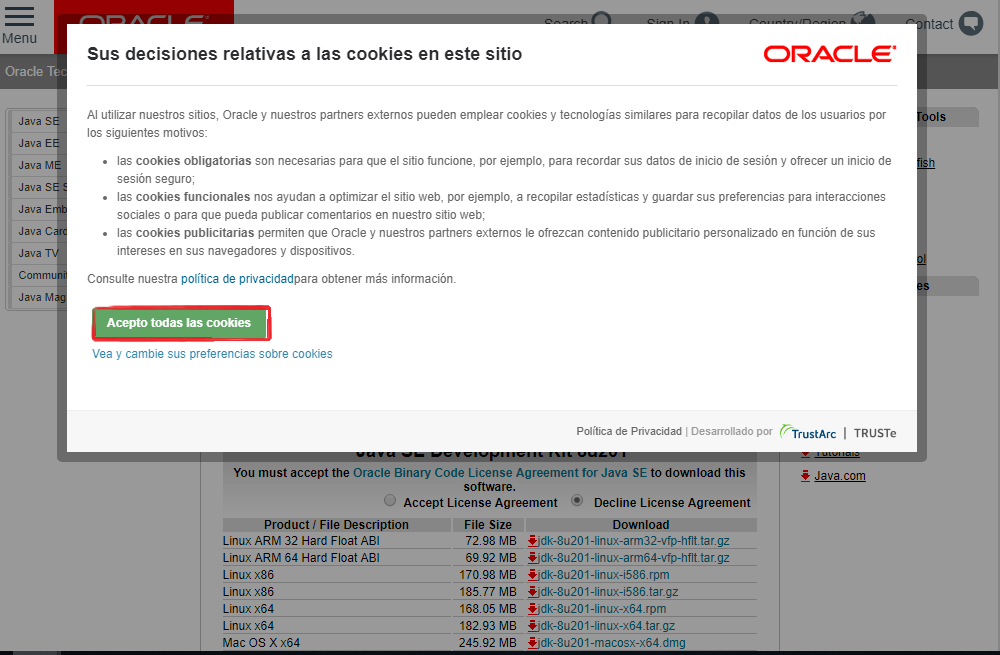 Menu
ORACLE
Search
Sign In
Country/Region
Contact
Oracle Tec
Sus decisiones relativas a las cookies en este sitio
ORACLE
Al utilizar nuestros sitios, Oracle y nuestros partners externos pueden emplear cookies y tecnologías similares para recopilar datos de los usuarios por
los siguientes motivos:
• las cookies obligatorias son necesarias para que el sitio funcione, por ejemplo, para recordar sus datos de inicio de sesión y ofrecer un inicio de
sesión seguro;
• las cookies funcionales nos ayudan a optimizar el sitio web, por ejemplo, a recopilar estadísticas y guardar sus preferencias para interacciones
sociales o para que pueda publicar comentarios en nuestro sitio web;
• las cookies publicitarias permiten que Oracle y nuestros partners externos le ofrezcan contenido publicitario personalizado en función de sus
intereses en sus navegadores y dispositivos.
Consulte nuestra política de privacidadpara obtener más información.
Acepto todas las cookies
Vea y cambie sus preferencias sobre cookies
Política de Privacidad | Desarrollado por TrustArc | TRUSTe
Java SE
Java EE
Java ME
Java SE S
Java Emb
Java Card
Java TV
Communit
Java Mag
Tools
fish
ol
es
Java SE Development Kit 8u201
You must accept the Oracle Binary Code License Agreement for Java SE to download this
software.
Accept License Agreement Decline License Agreement
Product / File Description File Size Download
Linux ARM 32 Hard Float ABI 72.98 MB jdk-8u201-linux-arm32-vfp-hflt.tar.gz
Linux ARM 64 Hard Float ABI 69.92 MB jdk-8u201-linux-arm64-vfp-hflt.tar.gz
Linux x86 170.98 MB jdk-8u201-linux-i586.rpm
Linux x86 185.77 MB jdk-8u201-linux-i586.tar.gz
Linux x64 168.05 MB jdk-8u201-linux-x64.rpm
Linux x64 182.93 MB jdk-8u201-linux-x64.tar.gz
Mac OS X x64 245.92 MB jdk-8u201-macosx-x64.dmg
Tutorials
Java.com